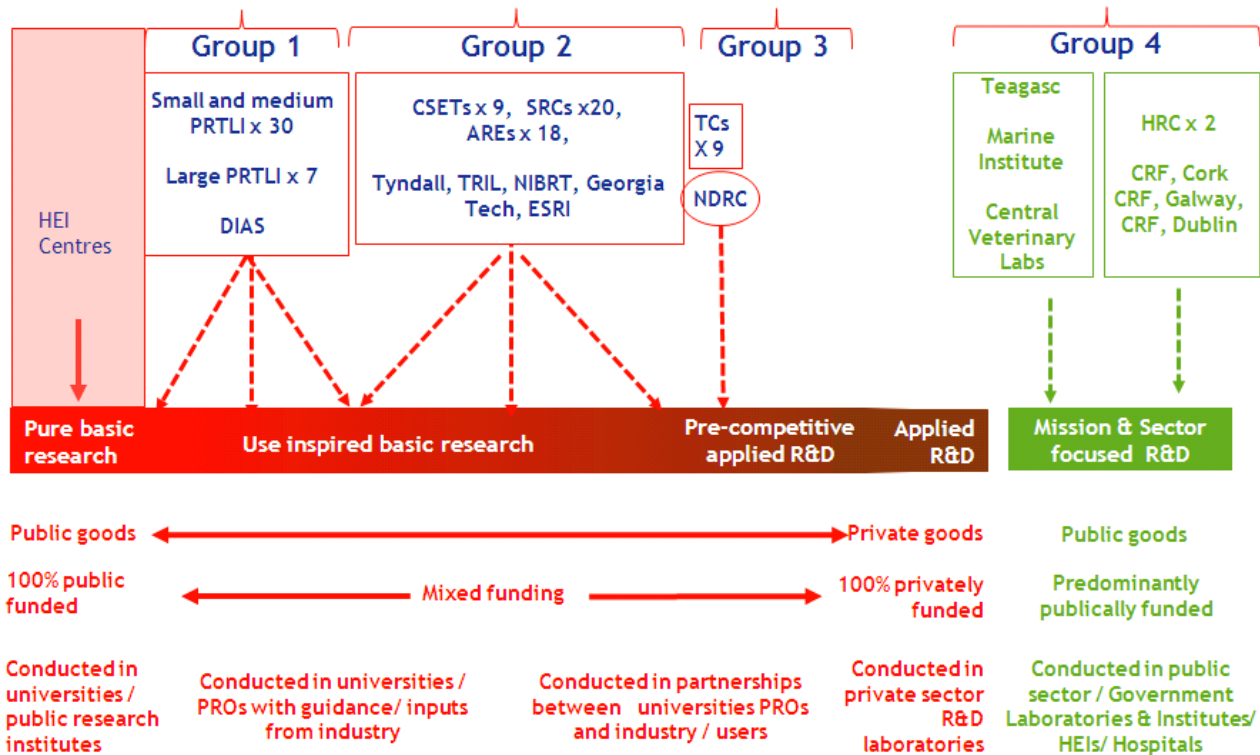 Group 1
Group 2
Group 3
Group 4
HEI
Centres
Small and medium
PRTLI x 30
Large PRTLI x 7
DIAS
CSETs x 9, SRCs x20,
AREs x 18,
Tyndall, TRIL, NIBRT, Georgia
Tech, ESRI
TCs
X 9
NDRC
Teagasc
Marine
Institute
Central
Veterinary
Labs
HRC x 2
CRF, Cork
CRF, Galway,
CRF, Dublin
Pure basic
research
Use inspired basic research
Pre-competitive
applied R&D
Applied
R&D
Mission & Sector
focused R&D
Public goods
Private goods
Public goods
100% public
funded
Mixed funding
100% privately
funded
Predominantly
publically funded
Conducted in
universities /
public research
institutes
Conducted in universities /
PROs with guidance/ inputs
from industry
Conducted in partnerships
between universities PROs
and industry / users
Conducted in
private sector
R&D
laboratories
Conducted in public
sector / Government
Laboratories & Institutes/
HEIs/ Hospitals